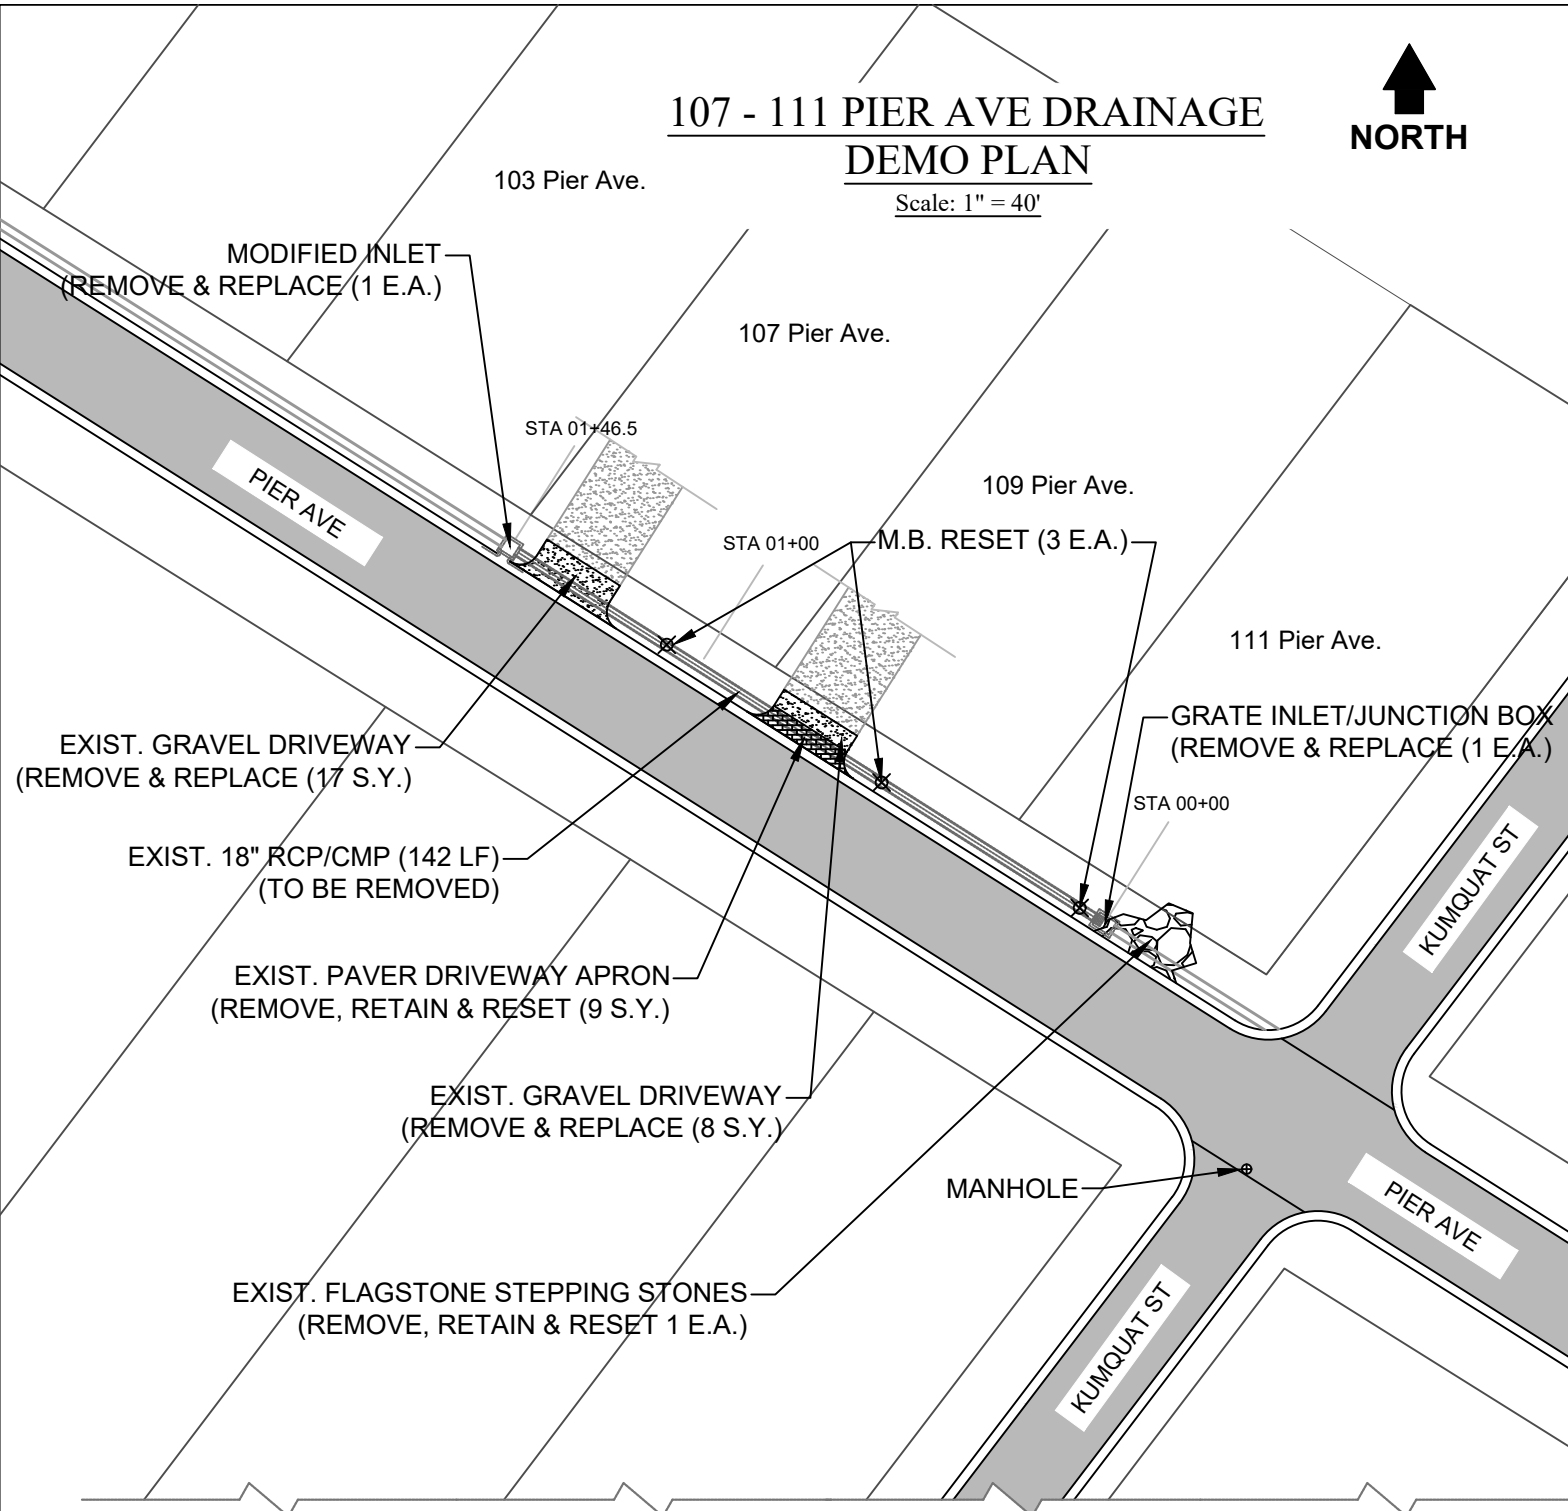 107 - 111 PIER AVE DRAINAGE
DEMO PLAN
Scale: 1" = 40'
NORTH
103 Pier Ave.
MODIFIED INLET
(REMOVE & REPLACE (1 E.A.)
107 Pier Ave.
STA 01+46.5
PIER AVE
109 Pier Ave.
STA 01+00
M.B. RESET (3 E.A.)
111 Pier Ave.
GRATE INLET/JUNCTION BOX
(REMOVE & REPLACE (1 E.A.)
EXIST. GRAVEL DRIVEWAY
(REMOVE & REPLACE (17 S.Y.)
STA 00+00
KUMQUAT ST
EXIST. 18" RCP/CMP (142 LF)
(TO BE REMOVED)
EXIST. PAVER DRIVEWAY APRON
(REMOVE, RETAIN & RESET (9 S.Y.)
EXIST. GRAVEL DRIVEWAY
(REMOVE & REPLACE (8 S.Y.)
MANHOLE
PIER AVE
EXIST. FLAGSTONE STEPPING STONES
(REMOVE, RETAIN & RESET 1 E.A.)
KUMQUAT ST